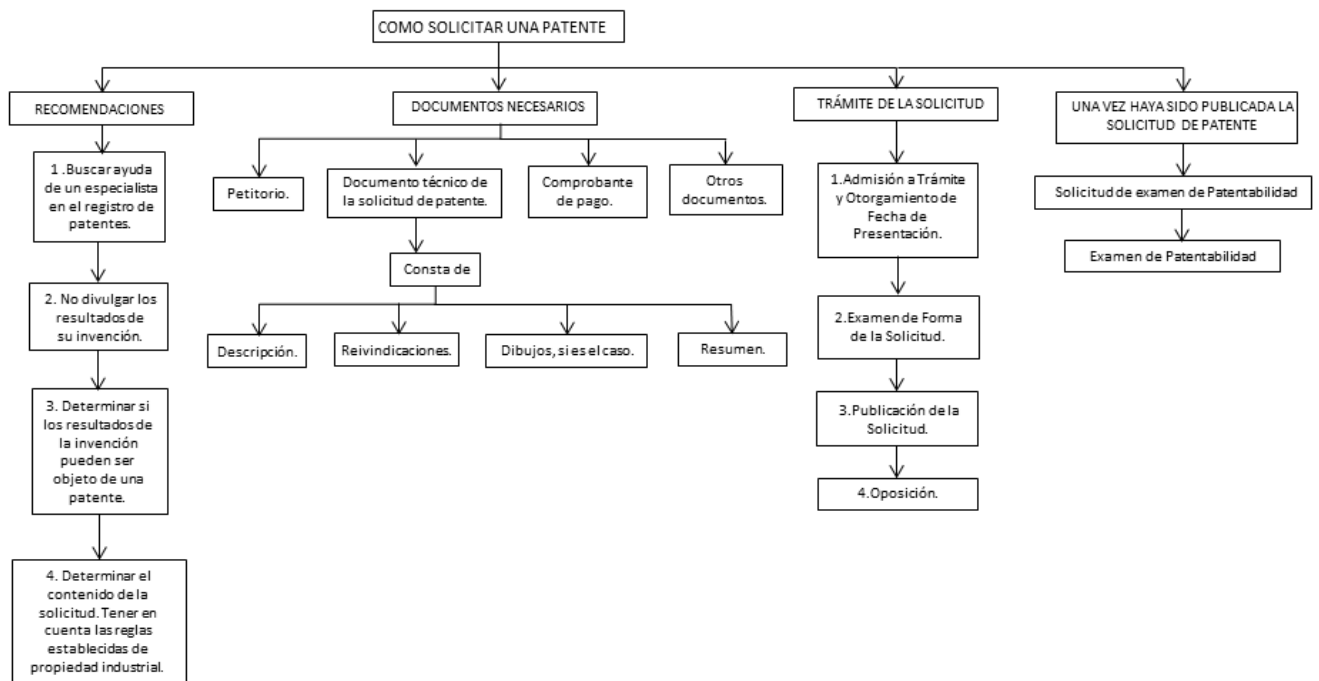 COMO SOLICITAR UNA PATENTE
RECOMENDACIONES
1 .Buscar ayuda
de un especialista
en el registro de
patentes.
2. No divulgar los
resultados de
su invención.
3. Determinar si
los resultados de
la invención
pueden ser
objeto de una
patente.
4. Determinar el
contenido de la
solicitud. Tener en
cuenta las reglas
establecidas de
propiedad industrial.
DOCUMENTOS NECESARIOS
Petitorio.
Documento técnico de
la solicitud de patente.
Comprobante
de pago.
Otros
documentos.
Consta de
Descripción.
Reivindicaciones.
Dibujos, si es el caso.
Resumen.
TRÁMITE DE LA SOLICITUD
1.Admisión a Trámite
y Otorgamiento de
Fecha de
Presentación.
2.Examen de Forma
de la Solicitud.
3.Publicación de la
Solicitud.
4.Oposición.
UNA VEZ HAYA SIDO PUBLICADA LA
SOLICITUD DE PATENTE
Solicitud de examen de Patentabilidad
Examen de Patentabilidad